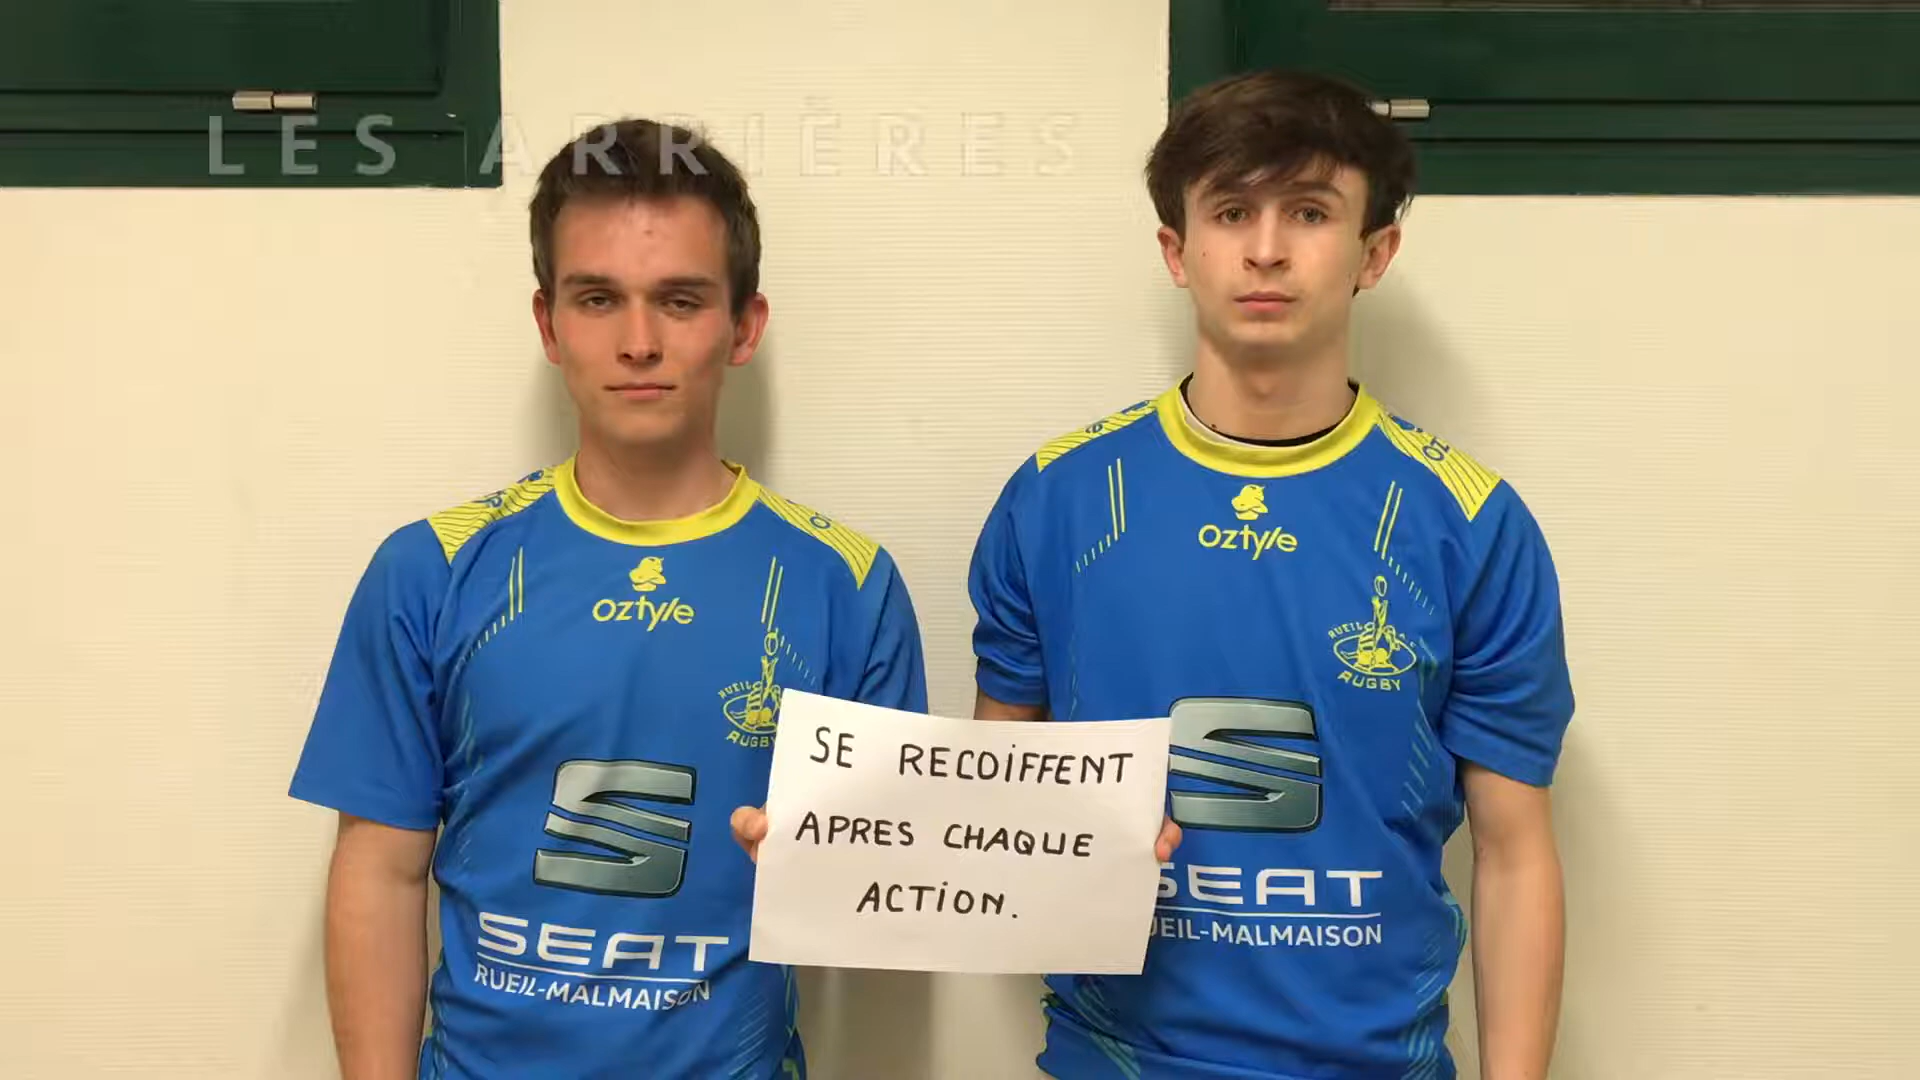 LES ARRIÈRES
oztyle
RUEIL
RUGBY
SEAT
RUEIL-MALMAISON
oztyle
RUEIL A.C
RUGBY
SEAT
UEIL-MALMAISON
SE RECOIFFENT
APRES CHAQUE
ACTION.